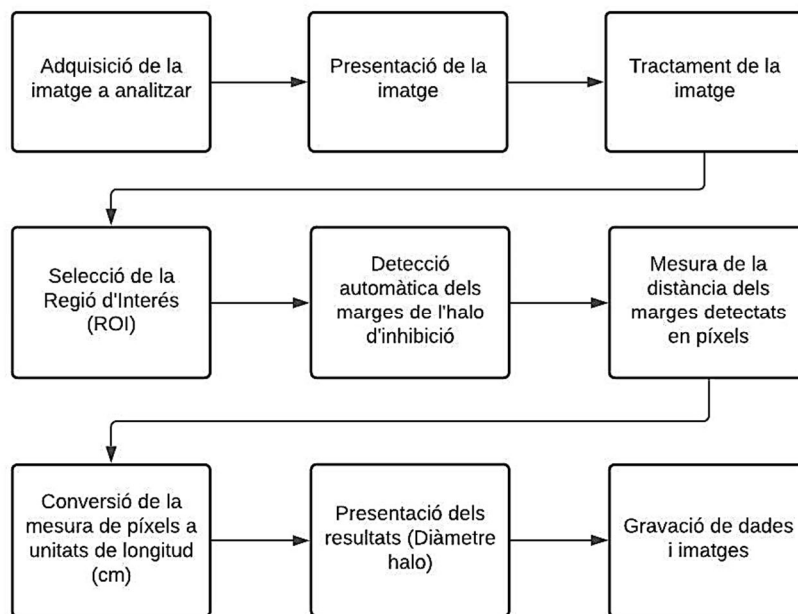 Adquisició de la
imatge a analitzar
Presentació de la
imatge
Tractament de la
imatge
Selecció de la
Regió d'Interés
(ROI)
Detecció
automàtica dels
marges de l'halo
d'inhibició
Mesura de la
distància dels
marges detectats
en píxels
Conversió de la
mesura de píxels a
unitats de longitud
(cm)
Presentació dels
resultats (Diàmetre
halo)
Gravació de dades
i imatges